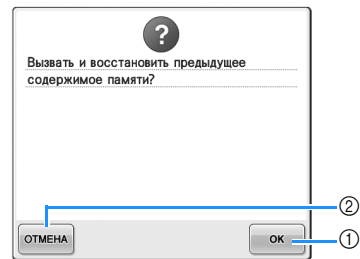 ?
Вызвать и восстановить предыдущее
содержимое памяти?
②
ОТМЕНА
OK
①